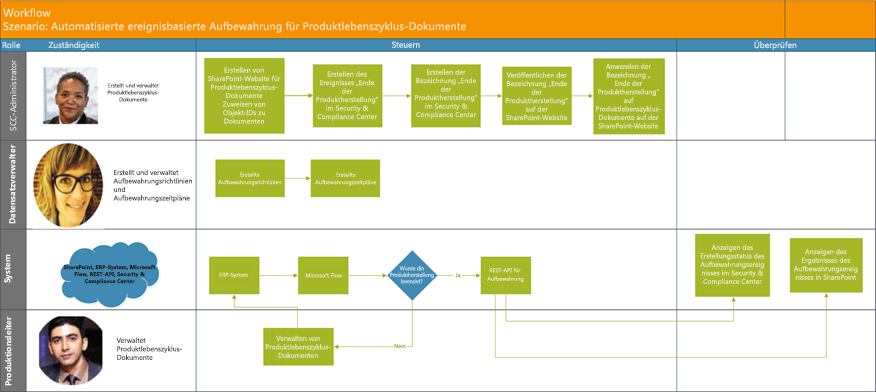 Workflow
Szenario: Automatisierte ereignisbasierte Aufbewahrung für Produktlebenszyklus-Dokumente
Rolle
Zuständigkeit
Steuern
Überprüfen
SCC-Administrator
Erstellt und verwaltet
Produktlebenszyklus-
Dokumente
Erstellen von
SharePoint-Website für
Produktlebenszyklus-
Dokumente
Zuweisen von
Objekt-IDs zu
Dokumenten
Erstellen des
Ereignisses „Ende
der
Produktherstellung"
im Security &
Compliance Center
Erstellen der
Bezeichnung „Ende
der
Produktherstellung"
im Security &
Compliance Center
Veröffentlichen der
Bezeichnung „Ende
der
Produktherstellung"
auf der
SharePoint-Website
Anwenden der
Bezeichnung „
Ende der
Produktherstellung"
auf
Produktlebenszyklus-
Dokumente auf der
SharePoint-Website
Datensatzverwalter
Erstellt und verwaltet
Aufbewahrungsrichtlinien
und
Aufbewahrungszeitpläne
Erstellte
Aufbewahrungsrichtlinien
Erstellte
Aufbewahrungszeitpläne
System
SharePoint, ERP-System, Microsoft
Flow, REST-API, Security &
Compliance Center
ERP-System
Microsoft Flow
Wurde die
Produktherstellung
beendet?
Ja
REST-API für
Aufbewahrung
Anzeigen des
Erstellungsstatus des
Aufbewahrungsereig
nisses im Security &
Compliance Center
Anzeigen des
Ergebnisses des
Aufbewahrungsereig
nisses in SharePoint
Produktionsleiter
Verwaltet
Produktlebenszyklus-
Dokumente
Verwalten von
Produktlebenszyklus-
Dokumenten
Nein